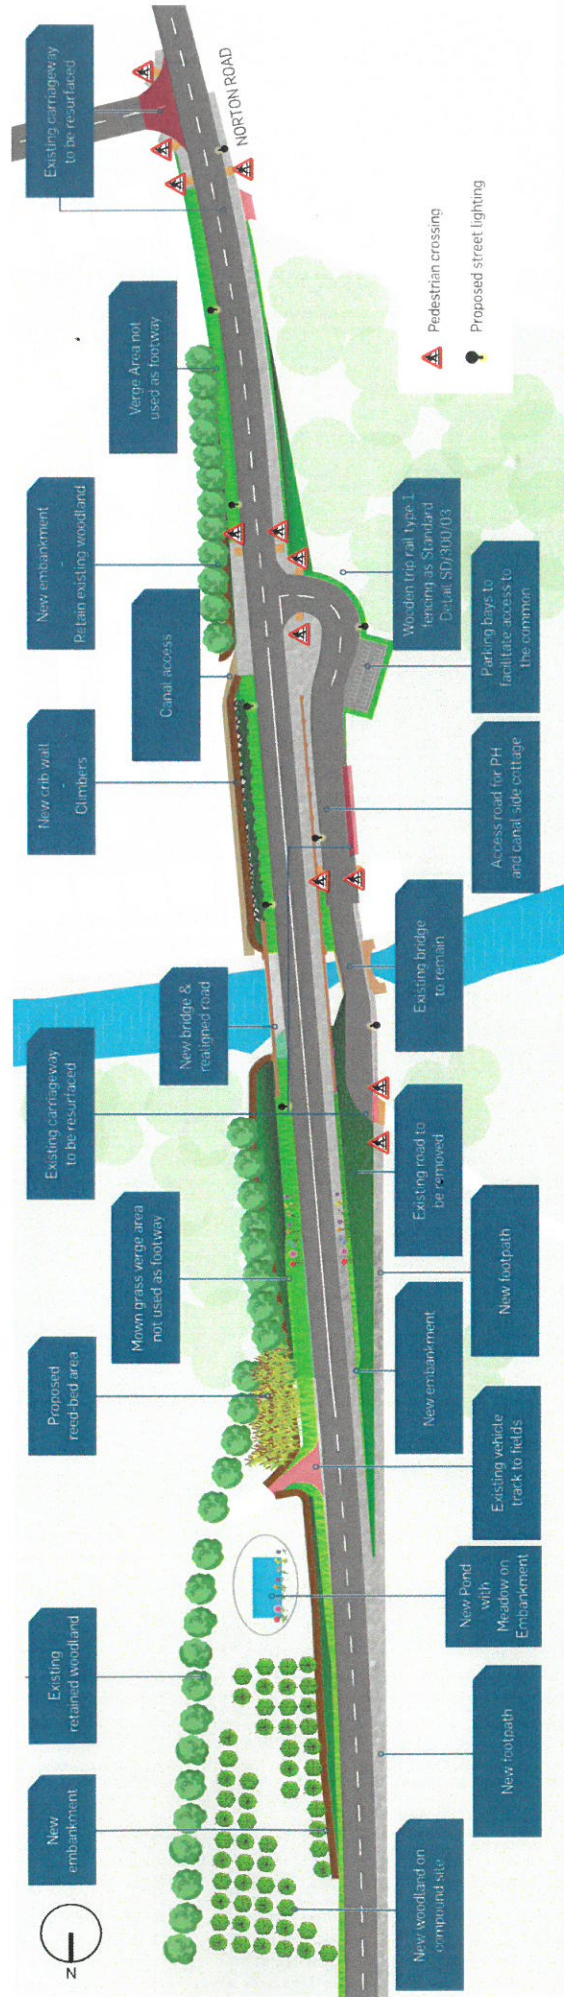 N
New
embankment
Existing
retained woodland
Proposed
reed-bed area
Mown grass verge area
not used as footway
Existing carriageway
to be resurfaced
New bridge &
realigned road
New crib wall
-
Climbers
Canal access
New embankment
-
Retain existing woodland
Verge Area not
used as footway
Existing carriageway
to be resurfaced
NORTON ROAD
New woodland on
compound site
New footpath
New Pond
with
Meadow on
Embankment
Existing vehicle
track to fields
New embankment
New footpath
Existing road to
be removed
Existing bridge
to remain
Access road for PH
and canal side cottage
Parking bays to
facilitate access to
the common
Wooden trip rail type 1
fencing as Standard
Detail SD/300/03
Pedestrian crossing
Proposed street lighting